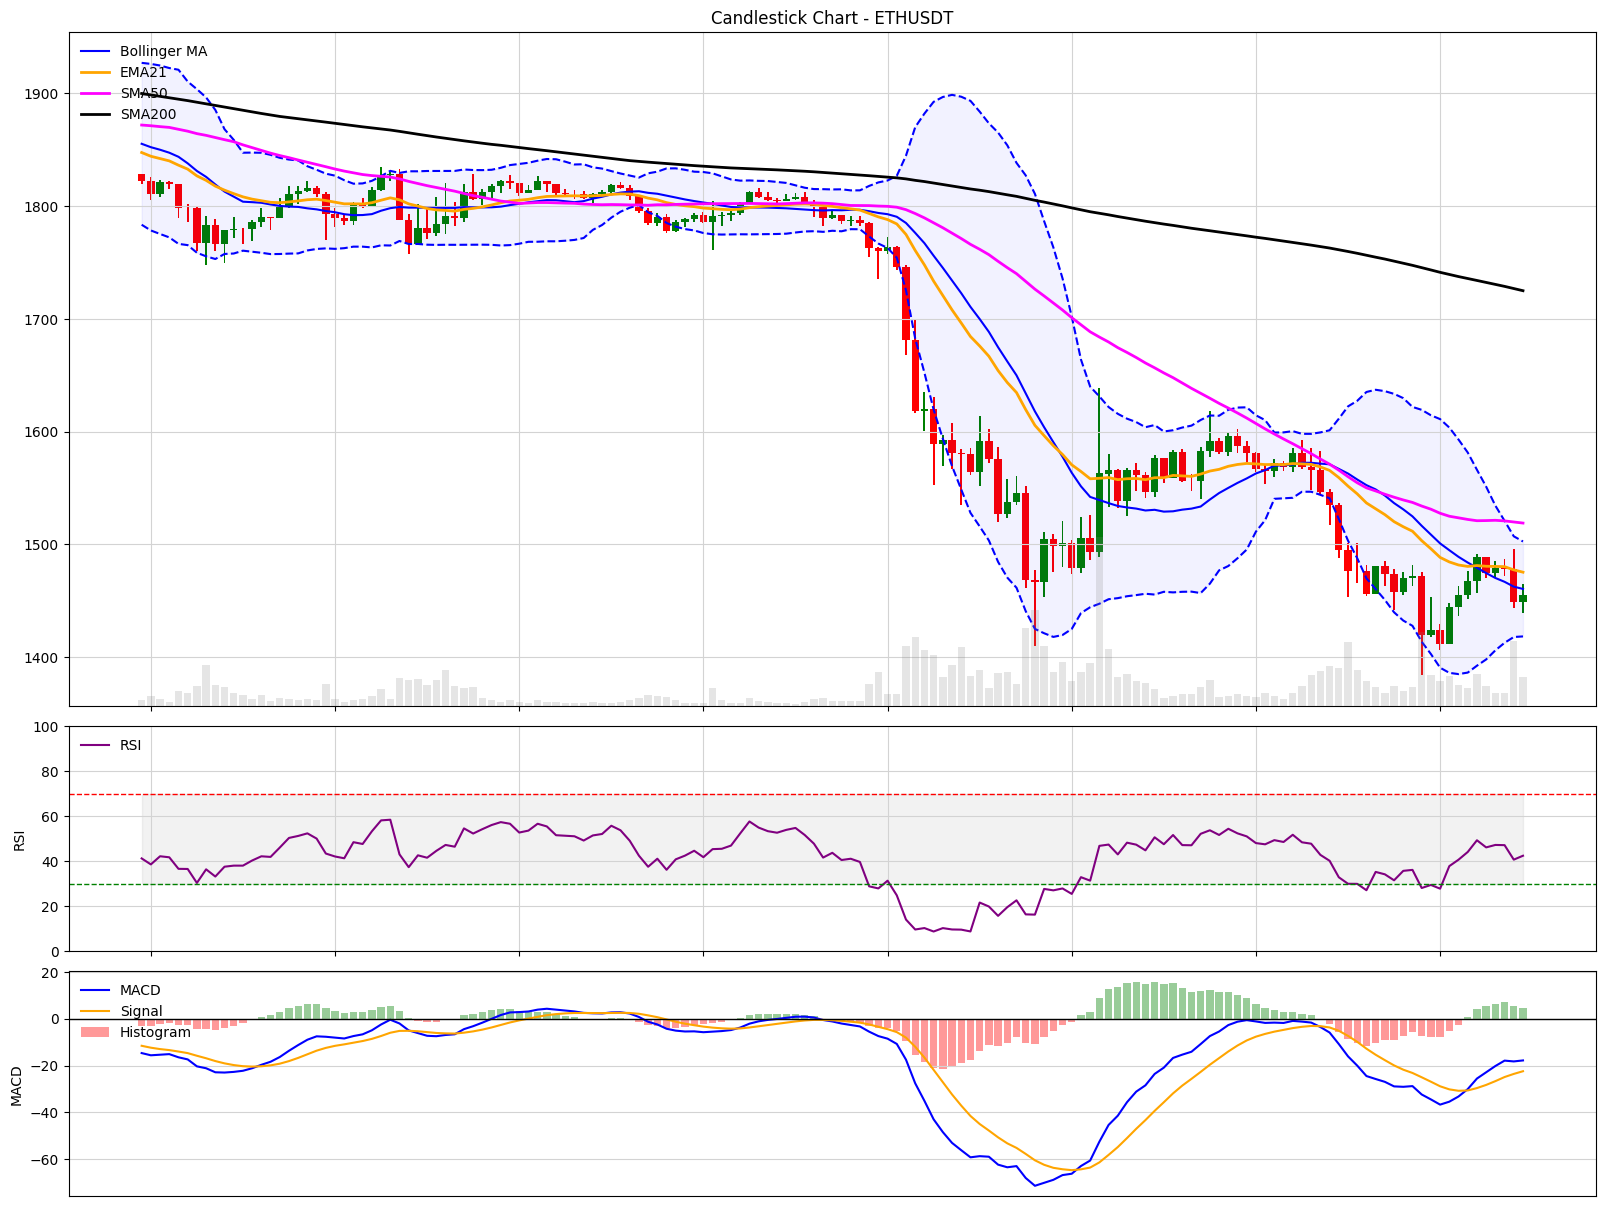 Candlestick Chart - ETHUSDT
Bollinger MA
EMA21
SMA50
SMA200
1900
1800
1700
1600
1500
1400
RSI
RSI
100
80
60
40
20
0
MACD
Signal
Histogram
MACD
20
0
−20
−40
−60